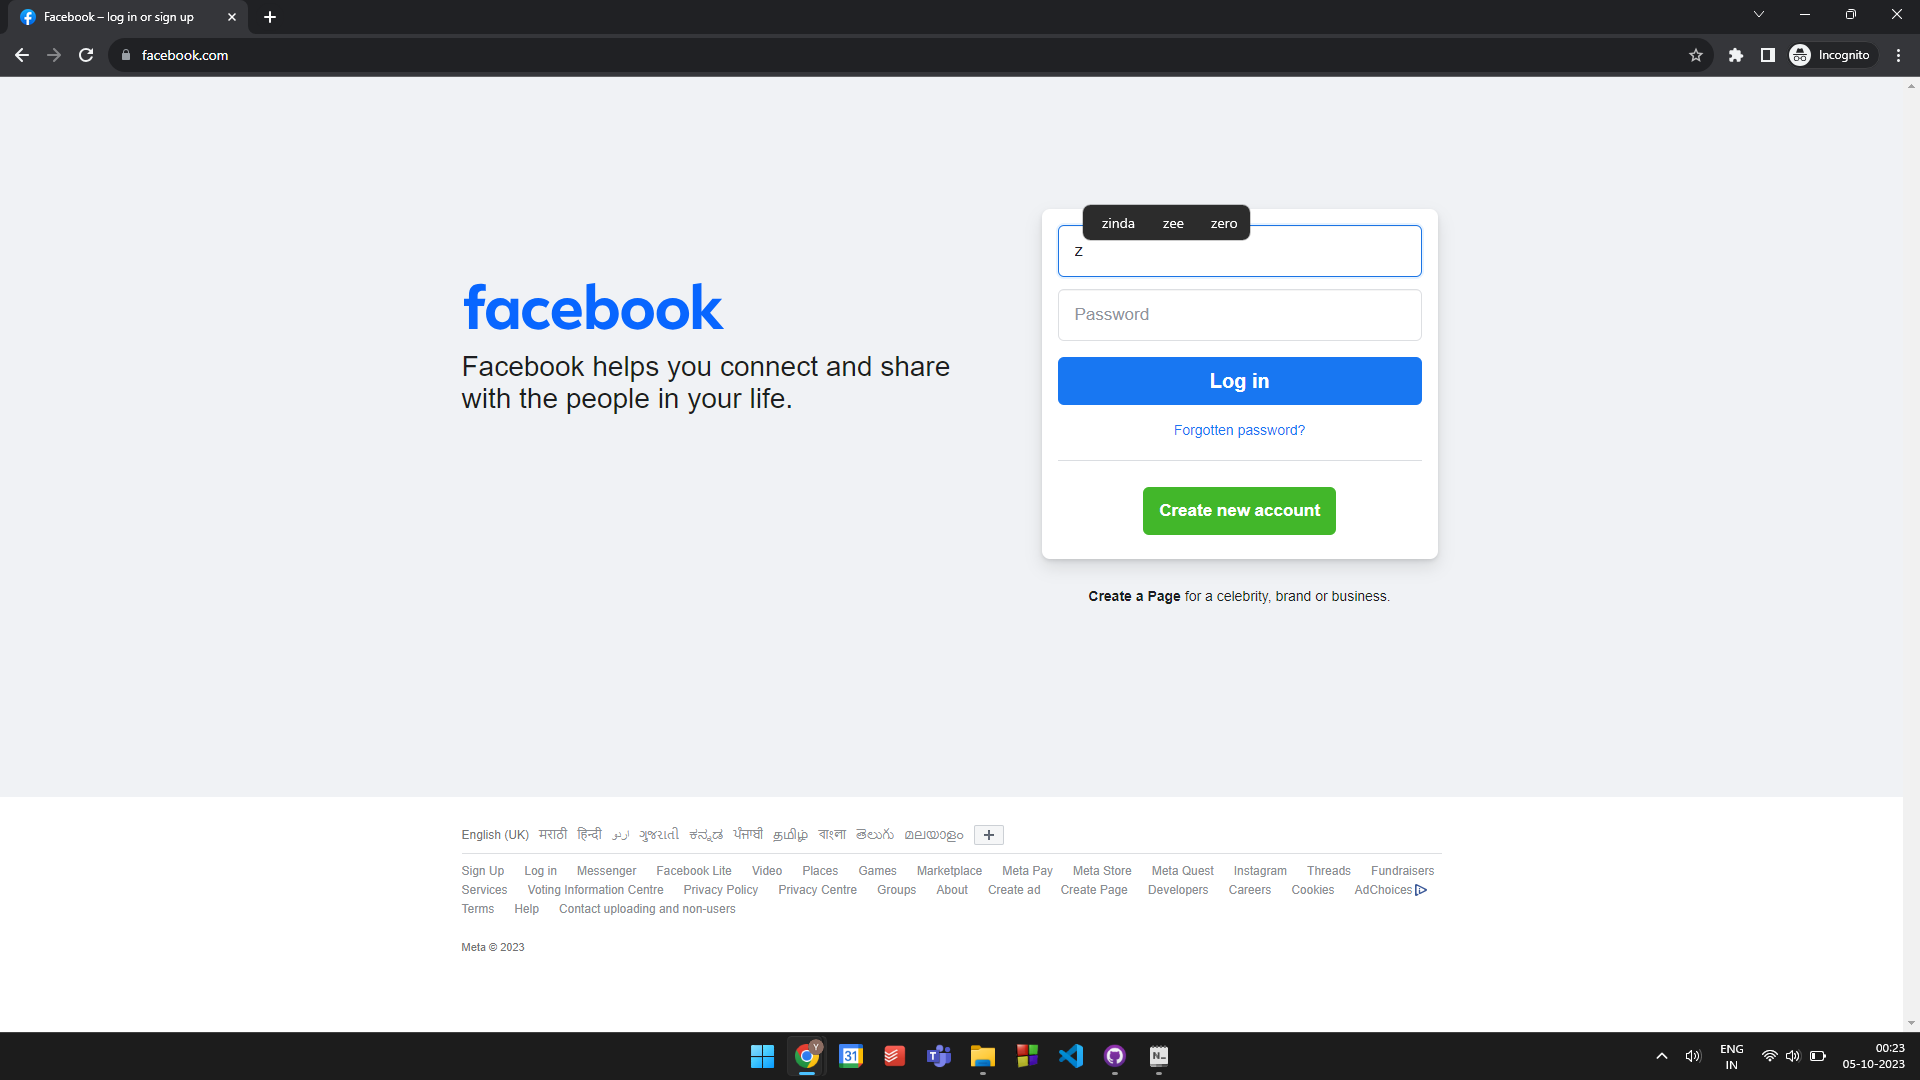 Facebook – log in or sign up
facebook.com
Incognito
zinda zee zero
z
facebook
Password
Facebook helps you connect and share
with the people in your life.
Log in
Forgotten password?
Create new account
Create a Page for a celebrity, brand or business.
English (UK) मराठी हिन्दी اردو ગુજરાતી ಕನ್ನಡ ਪੰਜਾਬੀ தமிழ் বাংলা తెలుగు മലയാളം
Sign Up Log in Messenger Facebook Lite Video Places Games Marketplace Meta Pay Meta Store Meta Quest Instagram Threads Fundraisers
Services Voting Information Centre Privacy Policy Privacy Centre Groups About Create ad Create Page Developers Careers Cookies AdChoices
Terms Help Contact uploading and non-users
Meta © 2023
Y
31
T
N
ENG
IN
00:23
05-10-2023